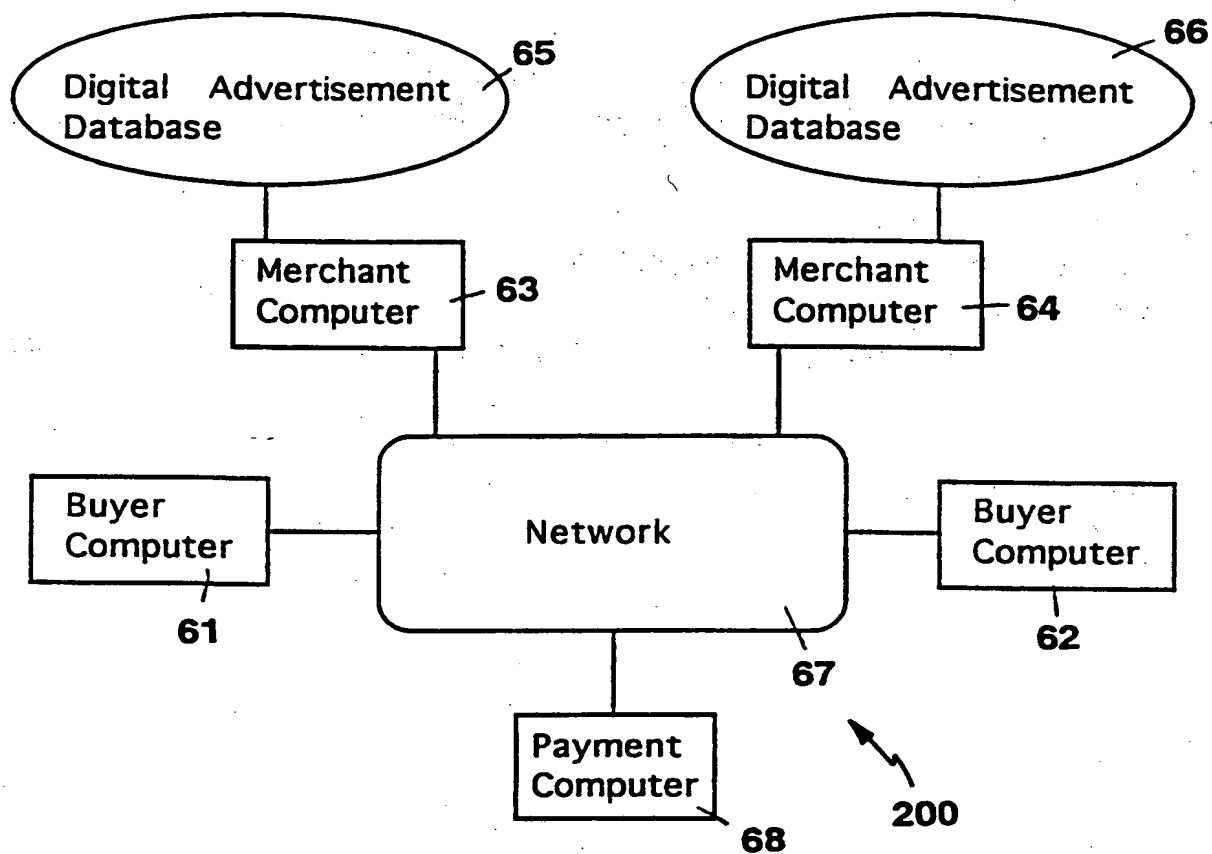 65
Digital Advertisement
Database
66
Digital Advertisement
Database
Merchant
Computer
63
Merchant
Computer
64
Buyer
Computer
61
Network
67
Buyer
Computer
62
Payment
Computer
68
200